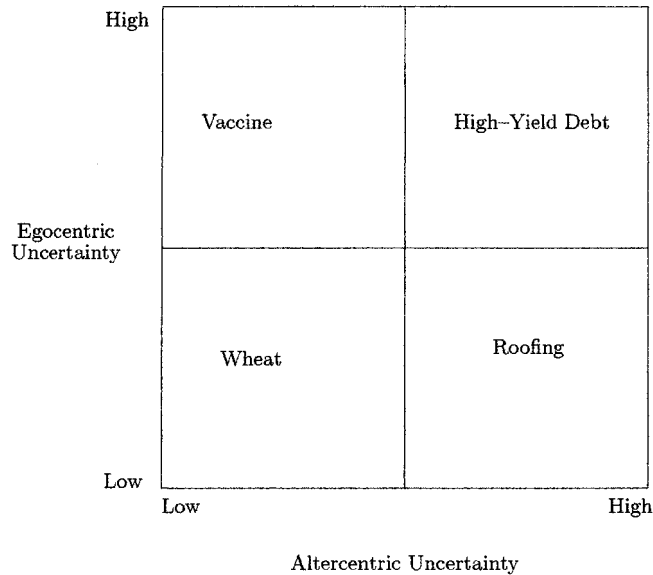 High
Vaccine
High–Yield Debt
Egocentric
Uncertainty
Wheat
Roofing
Low
Low
High
Altercentric Uncertainty